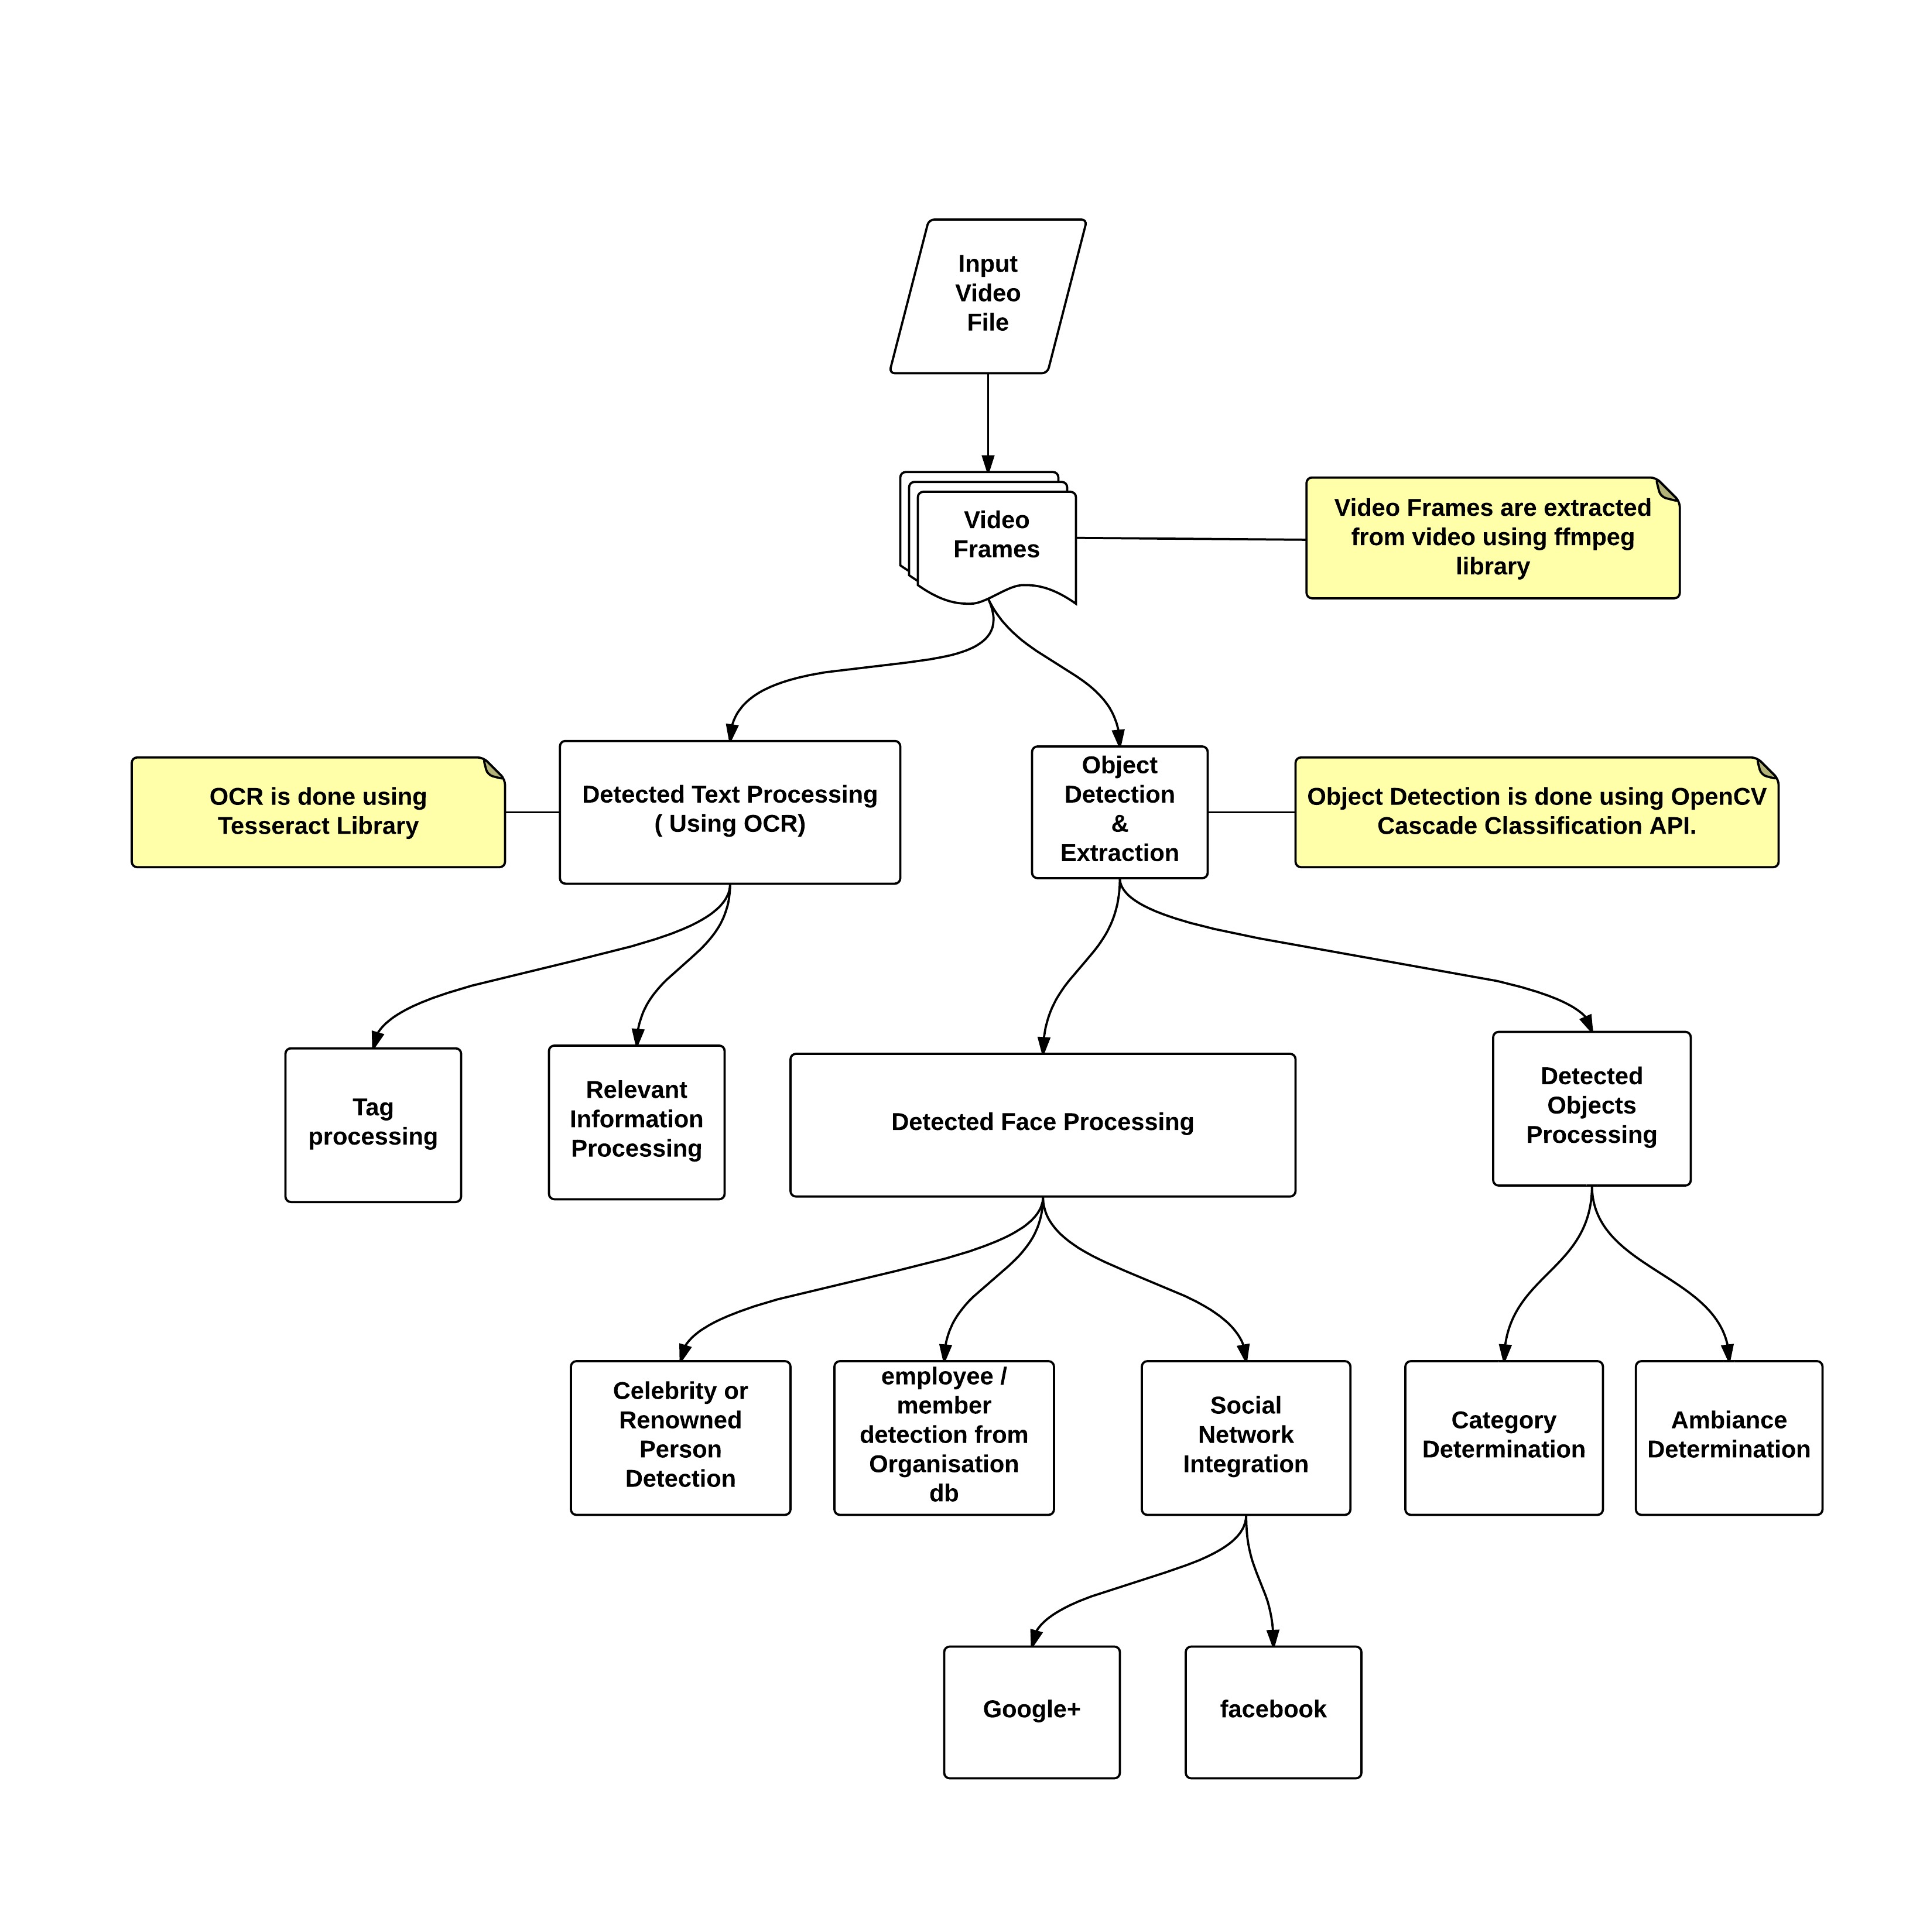 Input
Video
File
Video
Frames
Video Frames are extracted
from video using ffmpeg
library
OCR is done using
Tesseract Library
Detected Text Processing
( Using OCR)
Object
Detection
&
Extraction
Object Detection is done using OpenCV
Cascade Classification API.
Tag
processing
Relevant
Information
Processing
Detected Face Processing
Detected
Objects
Processing
Celebrity or
Renowned
Person
Detection
employee /
member
detection from
Organisation
db
Social
Network
Integration
Category
Determination
Ambiance
Determination
Google+
facebook